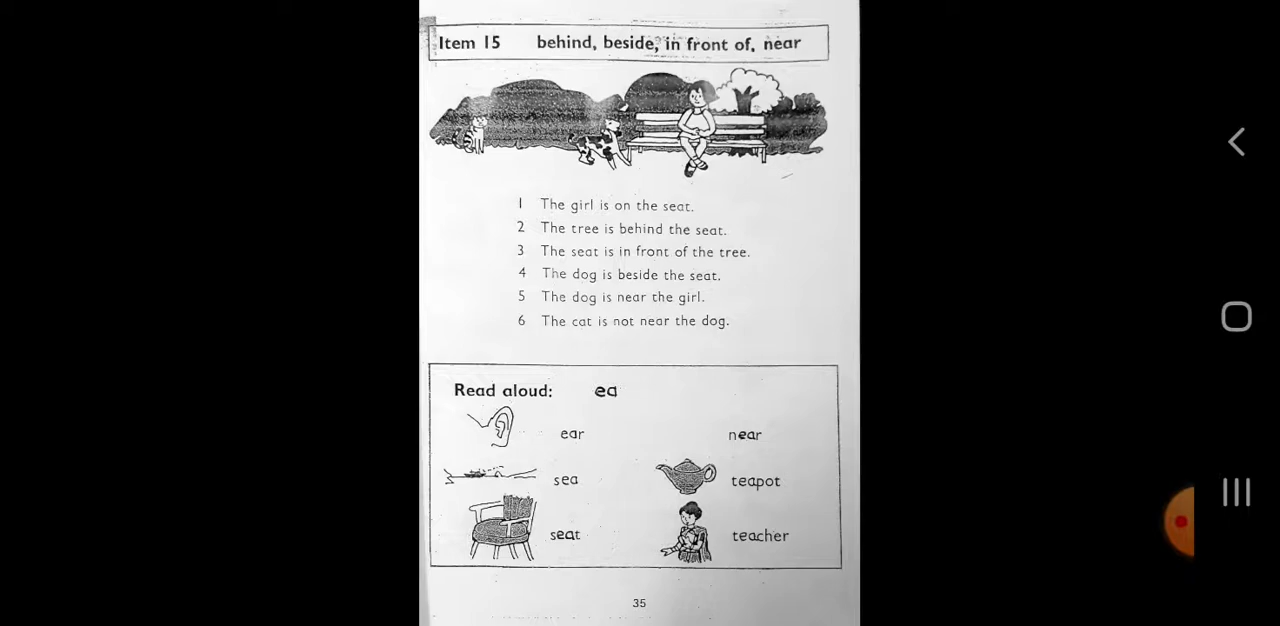 Item 15 behind, beside, in front of, near
1 The girl is on the seat.
2 The tree is behind the seat.
3 The seat is in front of the tree.
4 The dog is beside the seat.
5 The dog is near the girl.
6 The cat is not near the dog.
Read aloud: ea
ear near
sea teapot
seat teacher
35